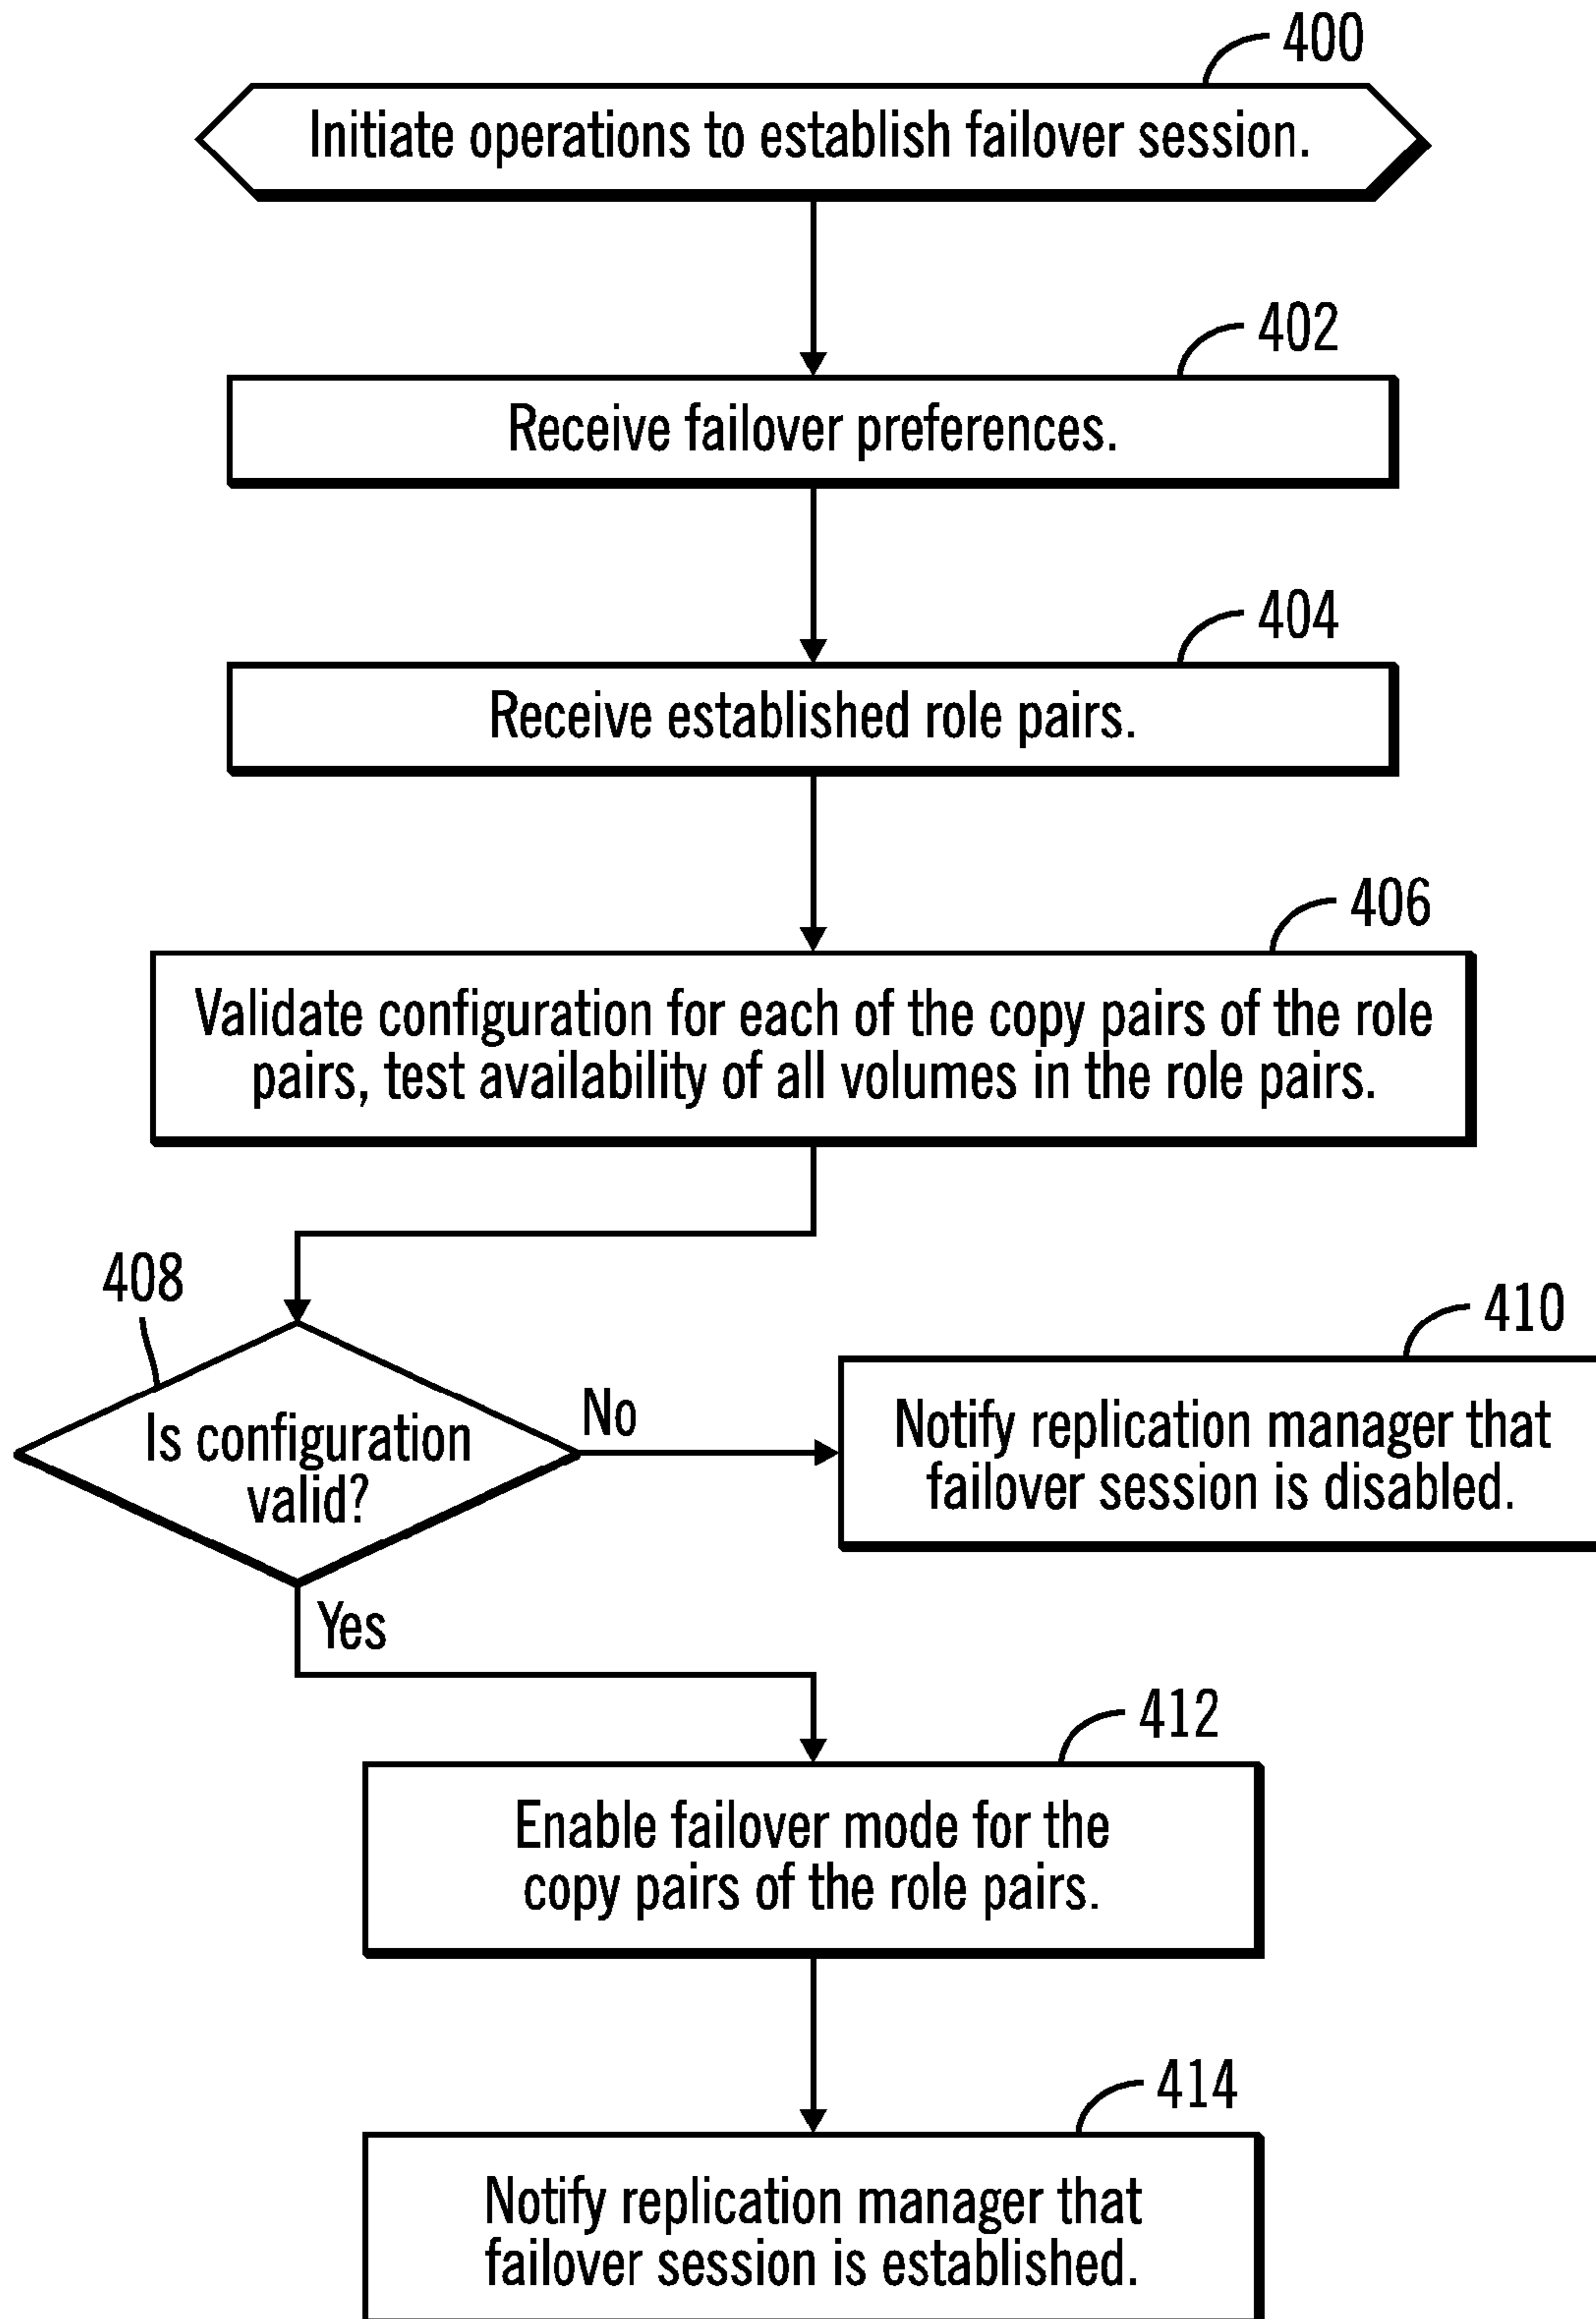 400
Initiate operations to establish failover session.
402
Receive failover preferences.
404
Receive established role pairs.
406
Validate configuration for each of the copy pairs of the role
pairs, test availability of all volumes in the role pairs.
408
Is configuration
valid?
No
410
Notify replication manager that
failover session is disabled.
Yes
412
Enable failover mode for the
copy pairs of the role pairs.
414
Notify replication manager that
failover session is established.